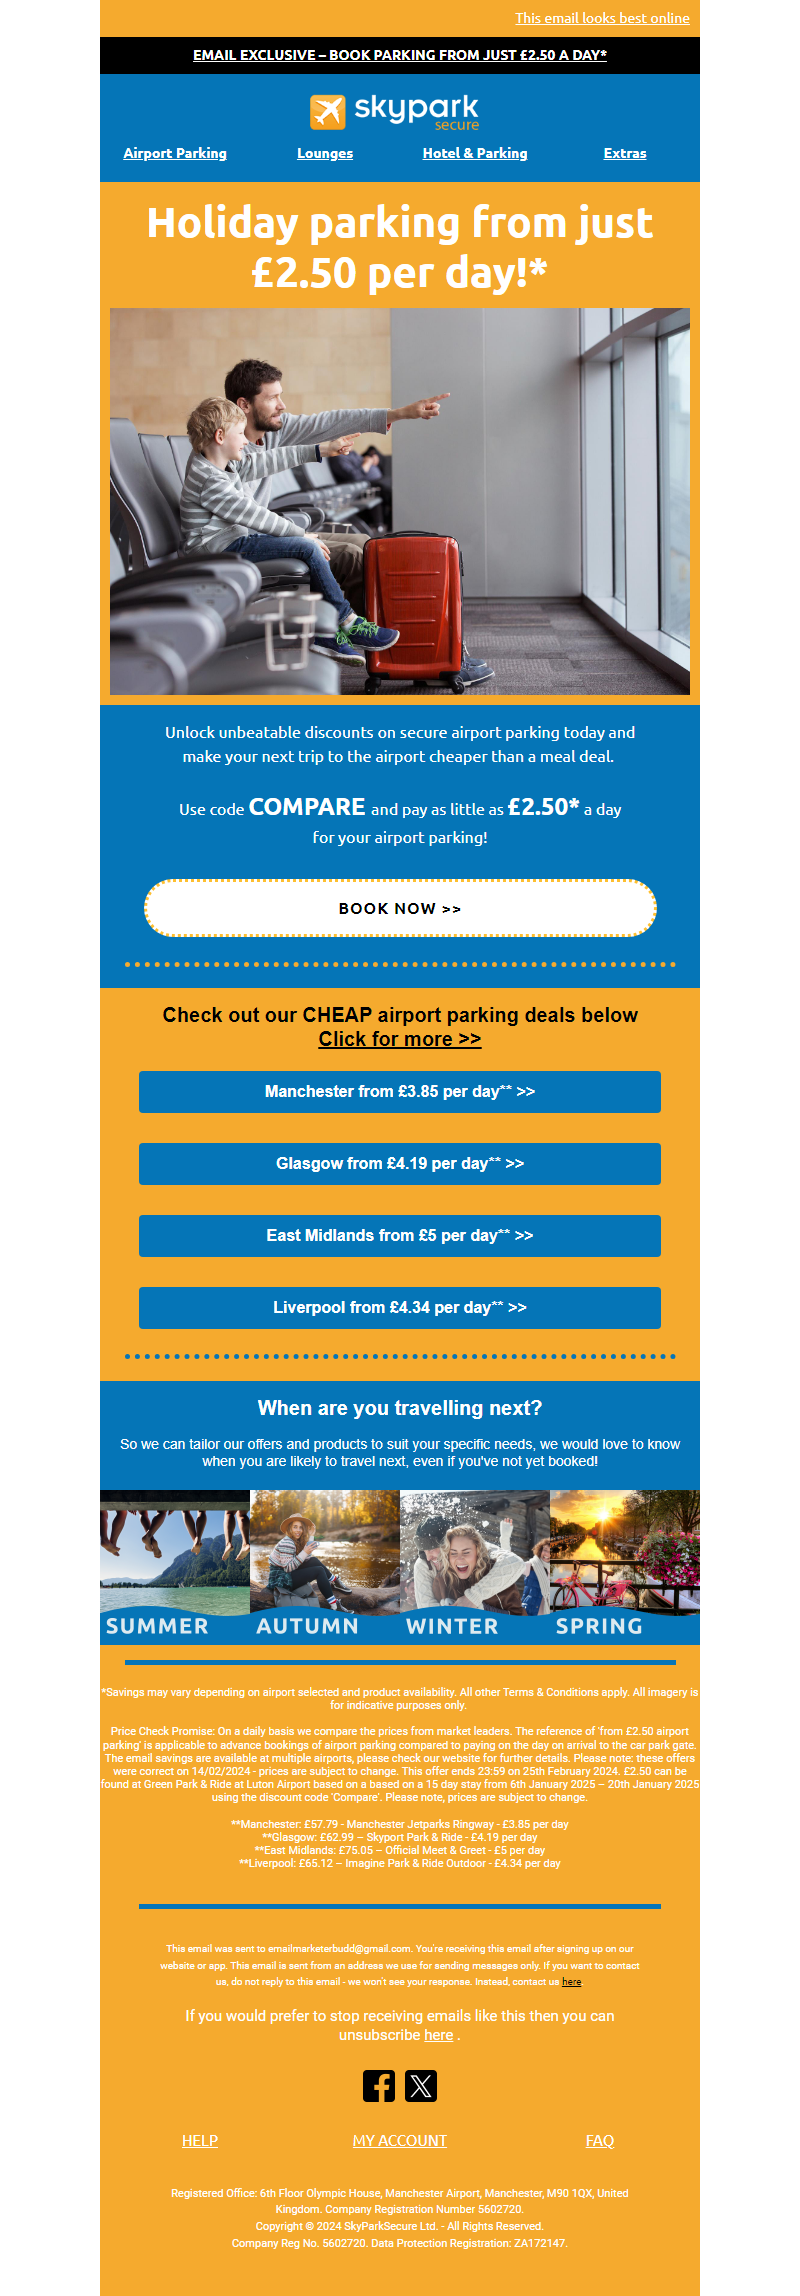 This email looks best online
EMAIL EXCLUSIVE – BOOK PARKING FROM JUST £2.50 A DAY*
skypark
secure
Airport Parking Lounges Hotel & Parking Extras
Holiday parking from just
£2.50 per day!*
Unlock unbeatable discounts on secure airport parking today and
make your next trip to the airport cheaper than a meal deal.
Use code COMPARE and pay as little as £2.50* a day
for your airport parking!
BOOK NOW >>
Check out our CHEAP airport parking deals below
Click for more >>
Manchester from £3.85 per day** >>
Glasgow from £4.19 per day** >>
East Midlands from £5 per day** >>
Liverpool from £4.34 per day** >>
When are you travelling next?
So we can tailor our offers and products to suit your specific needs, we would love to know
when you are likely to travel next, even if you've not yet booked!
SUMMER AUTUMN WINTER SPRING
*Savings may vary depending on airport selected and product availability. All other Terms & Conditions apply. All imagery is
for indicative purposes only.
Price Check Promise: On a daily basis we compare the prices from market leaders. The reference of 'from £2.50 airport
parking' is applicable to advance bookings of airport parking compared to paying on the day on arrival to the car park gate.
The email savings are available at multiple airports, please check our website for further details. Please note: these offers
were correct on 14/02/2024 - prices are subject to change. This offer ends 23:59 on 25th February 2024. £2.50 can be
found at Green Park & Ride at Luton Airport based on a based on a 15 day stay from 6th January 2025 – 20th January 2025
using the discount code 'Compare'. Please note, prices are subject to change.
**Manchester: £57.79 - Manchester Jetparks Ringway - £3.85 per day
**Glasgow: £62.99 – Skyport Park & Ride - £4.19 per day
**East Midlands: £75.05 – Official Meet & Greet - £5 per day
**Liverpool: £65.12 – Imagine Park & Ride Outdoor - £4.34 per day
This email was sent to emailmarketerbudd@gmail.com. You're receiving this email after signing up on our
website or app. This email is sent from an address we use for sending messages only. If you want to contact
us, do not reply to this email - we won't see your response. Instead, contact us here
If you would prefer to stop receiving emails like this then you can
unsubscribe here .
HELP MY ACCOUNT FAQ
Registered Office: 6th Floor Olympic House, Manchester Airport, Manchester, M90 1QX, United
Kingdom. Company Registration Number 5602720.
Copyright © 2024 SkyParkSecure Ltd. - All Rights Reserved.
Company Reg No. 5602720. Data Protection Registration: ZA172147.